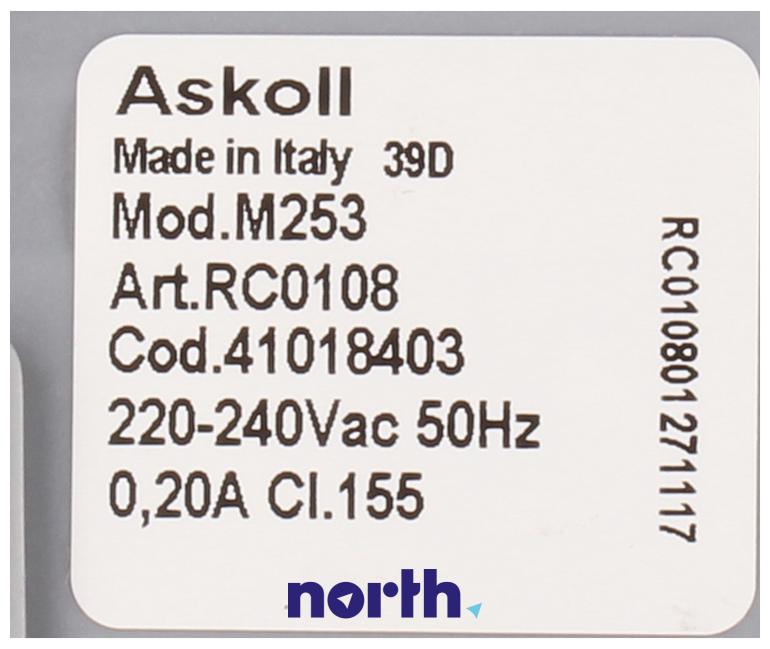 Askoll
Made in Italy 39D
Mod.M253
Art.RC0108
Cod.41018403
220-240Vac 50Hz
0,20A Cl.155
RC010801271117
north